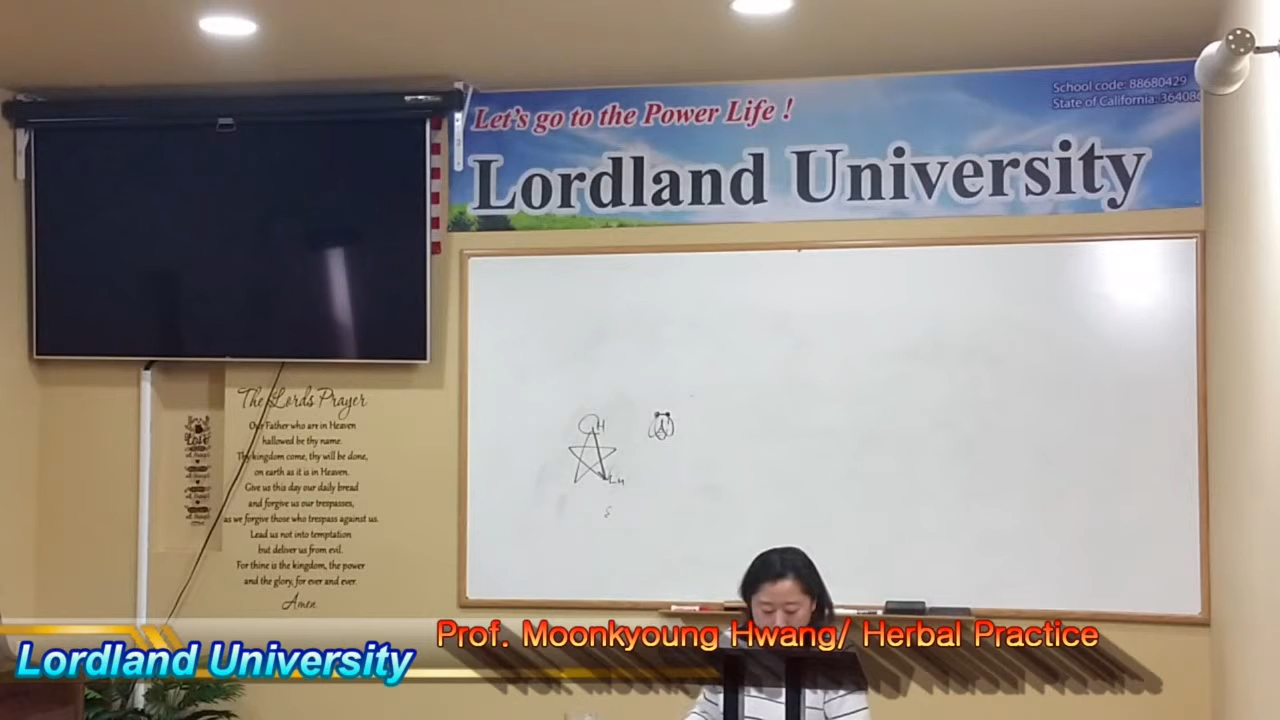 School code: 88680429
State of California: 364086
Let's go to the Power Life !
Lordland University
The Lords Prayer
Our Father who are in Heaven
hallowed be thy name.
Thy kingdom come, thy will be done,
on earth as it is in Heaven.
Give us this day our daily bread
and forgive us our trespasses,
as we forgive those who trespass against us.
Lead us not into temptation
but deliver us from evil.
For thine is the kingdom, the power
and the glory, for ever and ever.
Amen.
H
Ln
S
Prof. Moonkyoung Hwang/ Herbal Practice
Lordland University